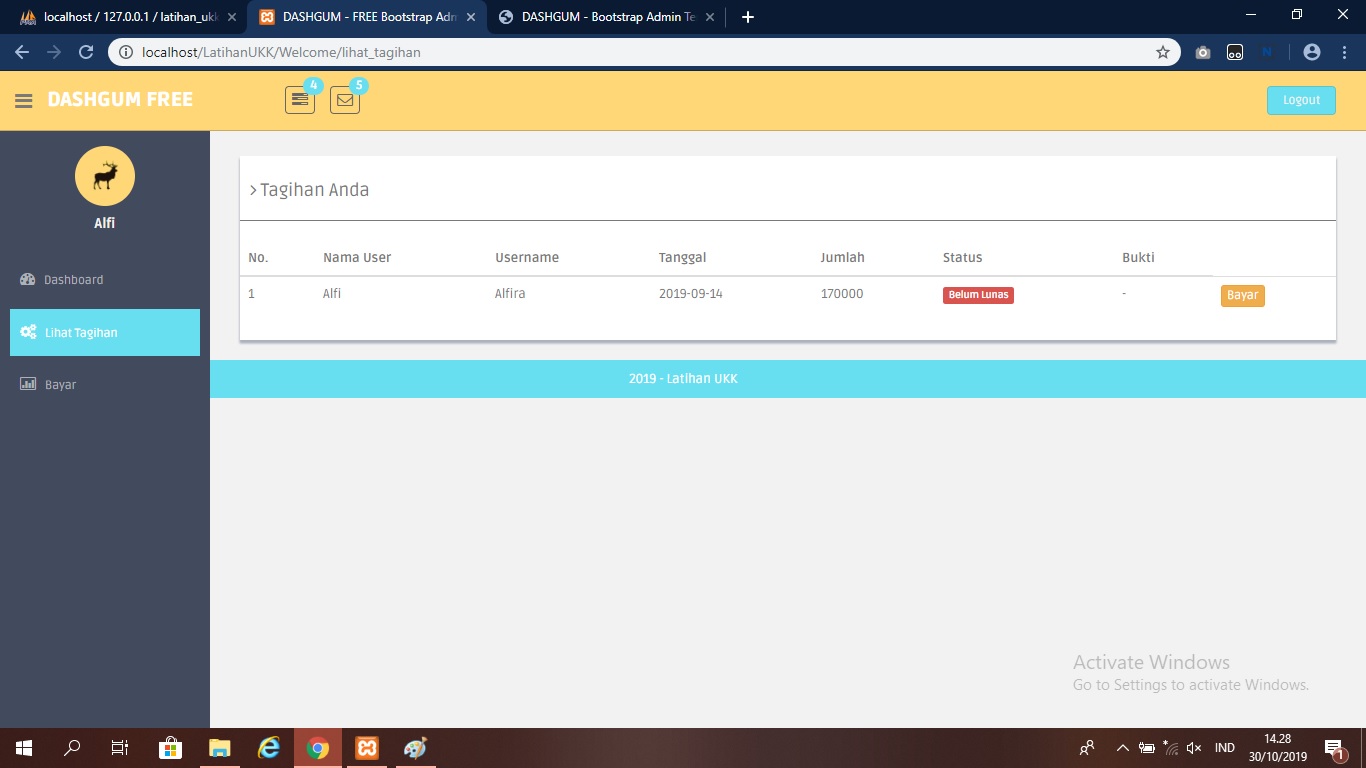 localhost / 127.0.0.1 / latihan_ukk
DASHGUM - FREE Bootstrap Adm
DASHGUM - Bootstrap Admin Te
localhost/LatihanUKK/Welcome/lihat_tagihan
DASHGUM FREE
4
5
Logout
Alfi
Dashboard
Lihat Tagihan
Bayar
Tagihan Anda
No. Nama User Username Tanggal Jumlah Status Bukti
1 Alfi Alfira 2019-09-14 170000 Belum Lunas - Bayar
2019 - Latihan UKK
Activate Windows
Go to Settings to activate Windows.
IND
14.28
30/10/2019
1